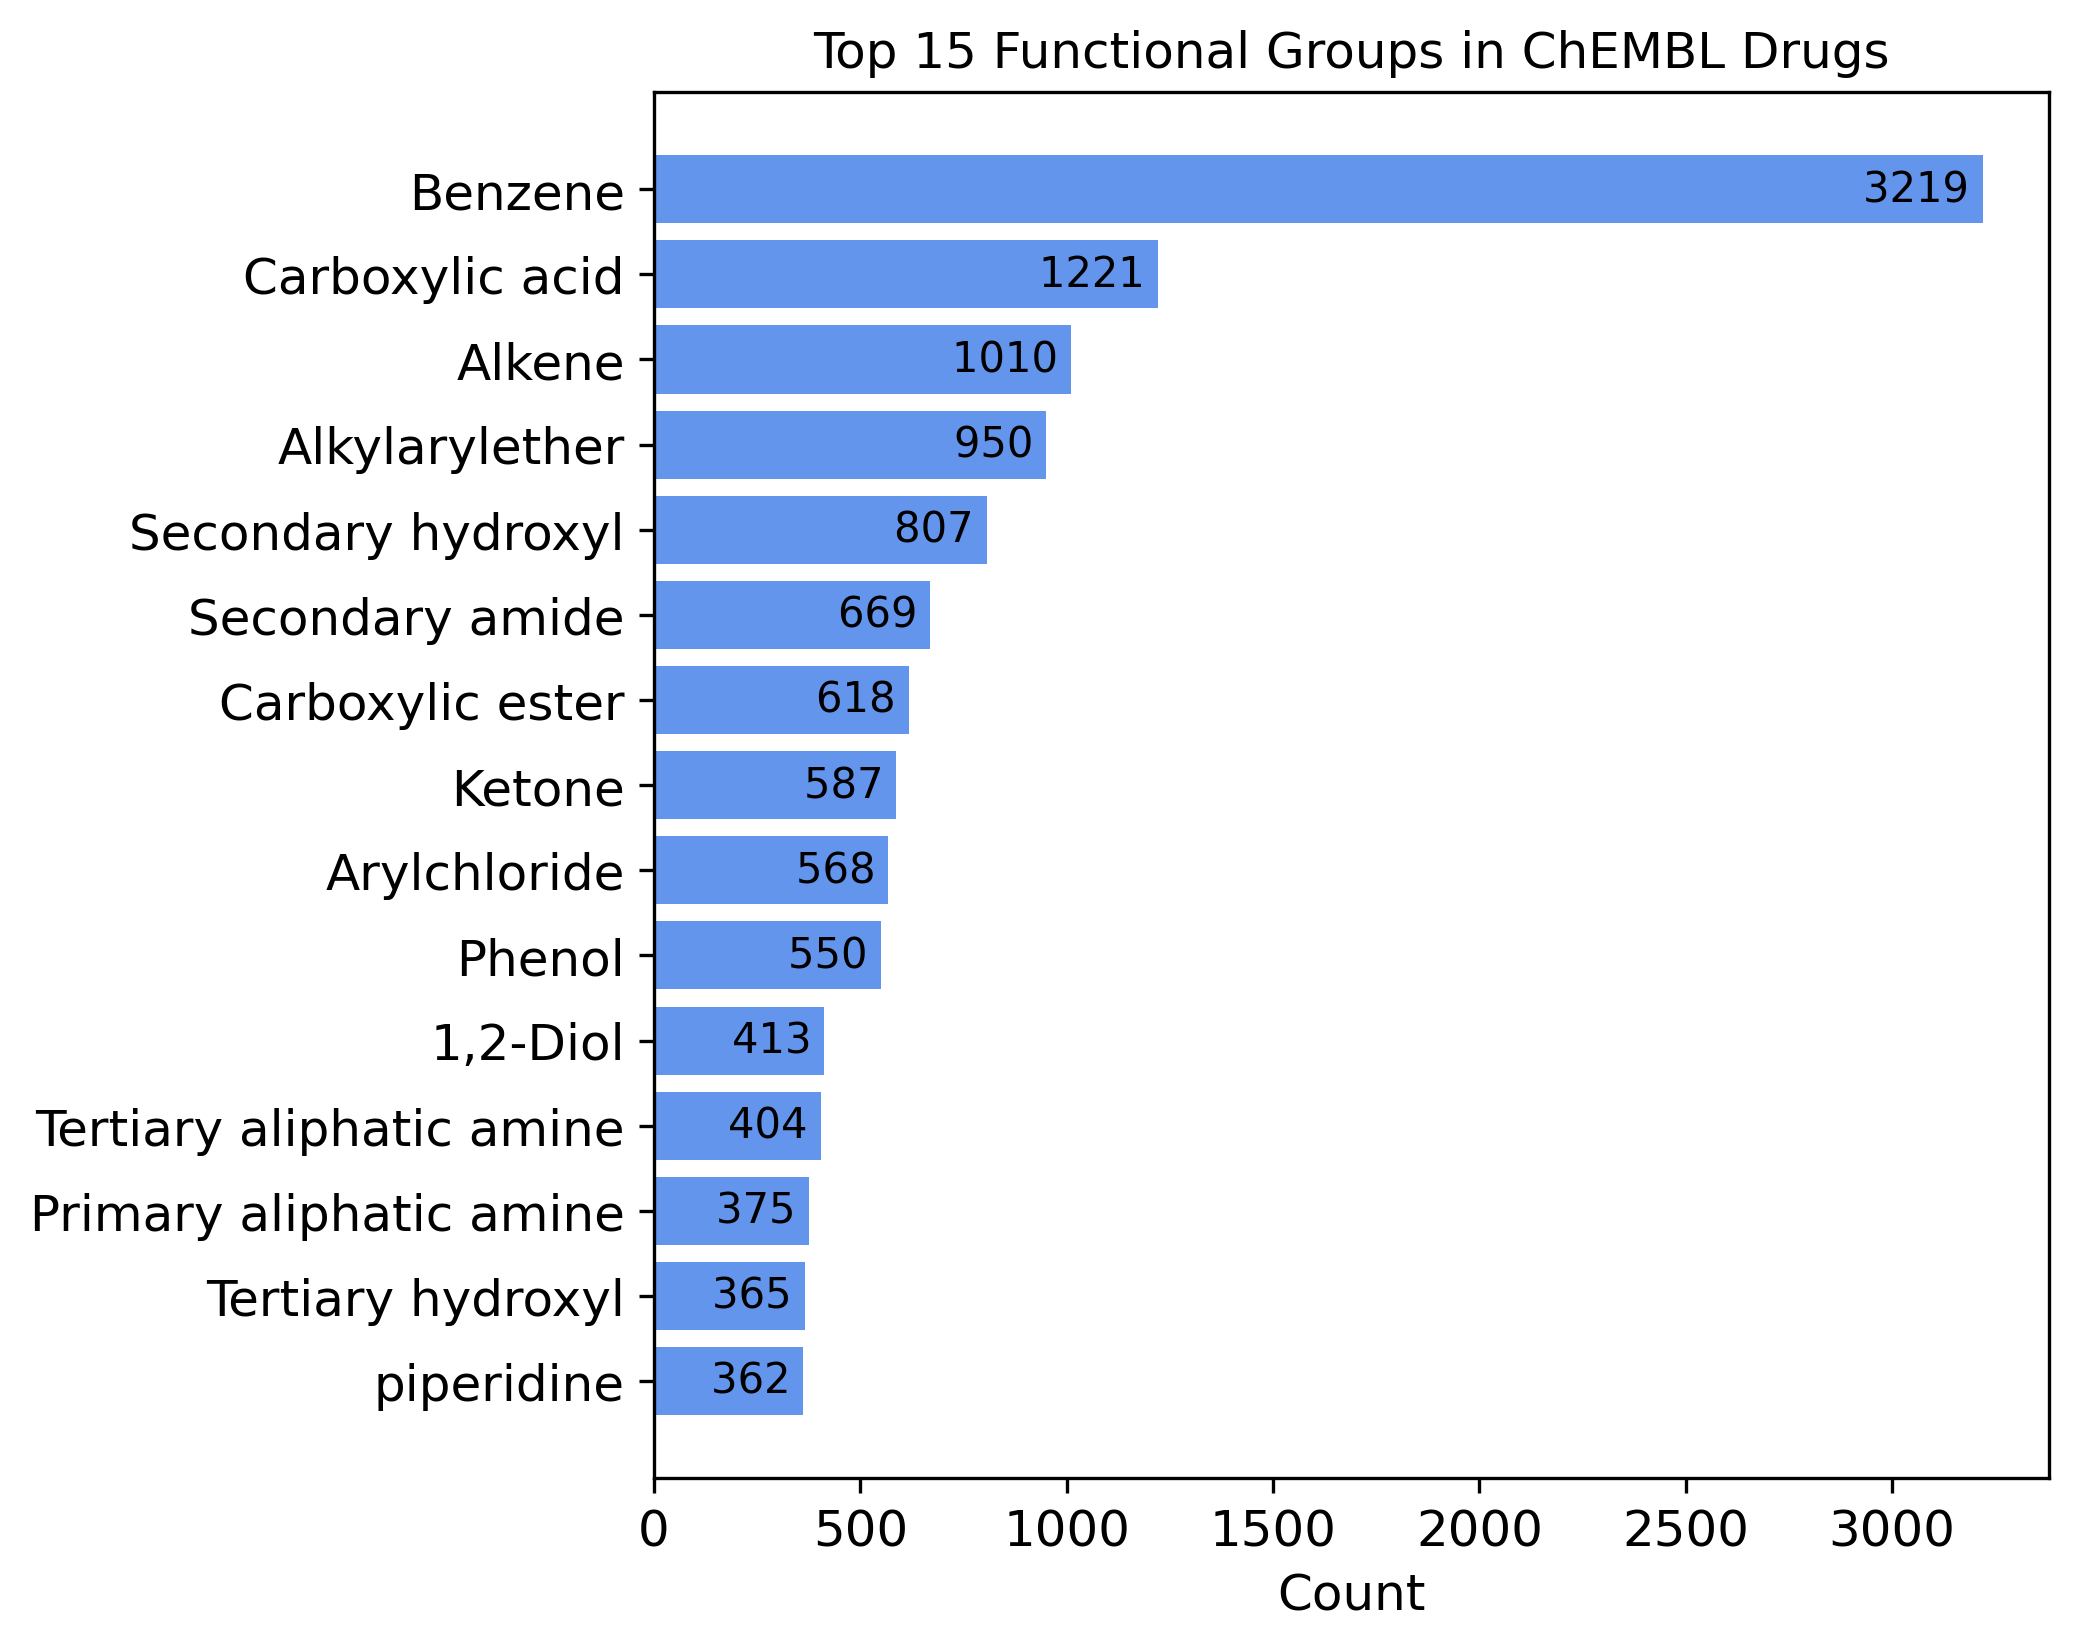 Top 15 Functional Groups in ChEMBL Drugs
Benzene 3219
Carboxylic acid 1221
Alkene 1010
Alkylarylether 950
Secondary hydroxyl 807
Secondary amide 669
Carboxylic ester 618
Ketone 587
Arylchloride 568
Phenol 550
1,2-Diol 413
Tertiary aliphatic amine 404
Primary aliphatic amine 375
Tertiary hydroxyl 365
piperidine 362
0 500 1000 1500 2000 2500 3000
Count